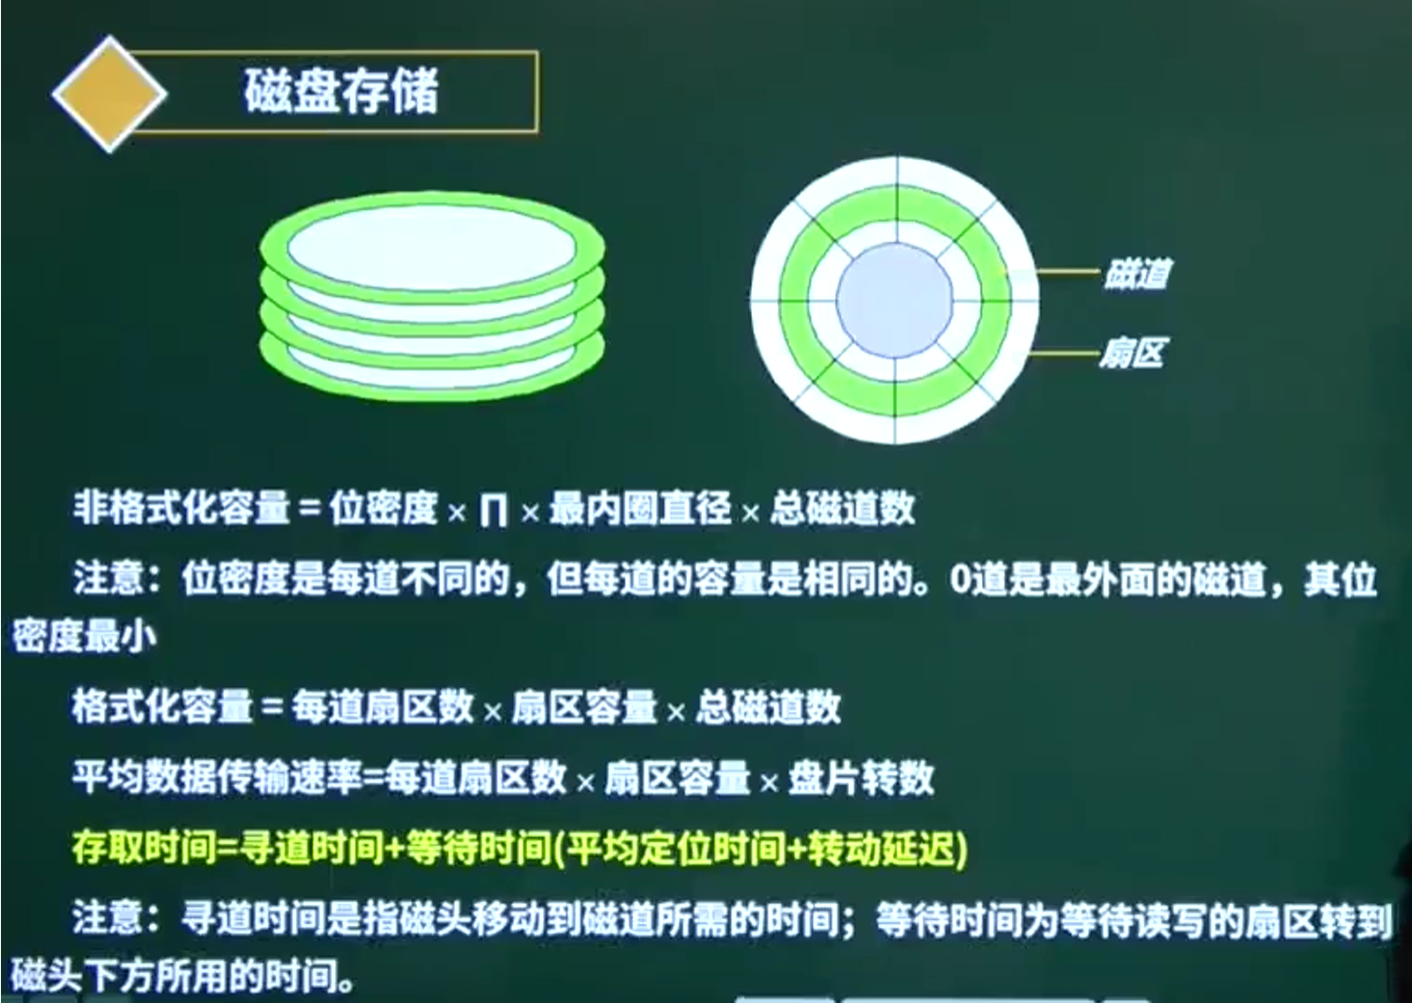 磁盘存储
磁道
扇区
非格式化容量 = 位密度 × ∏ × 最内圈直径 × 总磁道数
注意：位密度是每道不同的，但每道的容量是相同的。0道是最外面的磁道，其位
密度最小
格式化容量 = 每道扇区数 × 扇区容量 × 总磁道数
平均数据传输速率=每道扇区数 × 扇区容量 × 盘片转数
存取时间=寻道时间+等待时间(平均定位时间+转动延迟)
注意：寻道时间是指磁头移动到磁道所需的时间；等待时间为等待读写的扇区转到
磁头下方所用的时间。